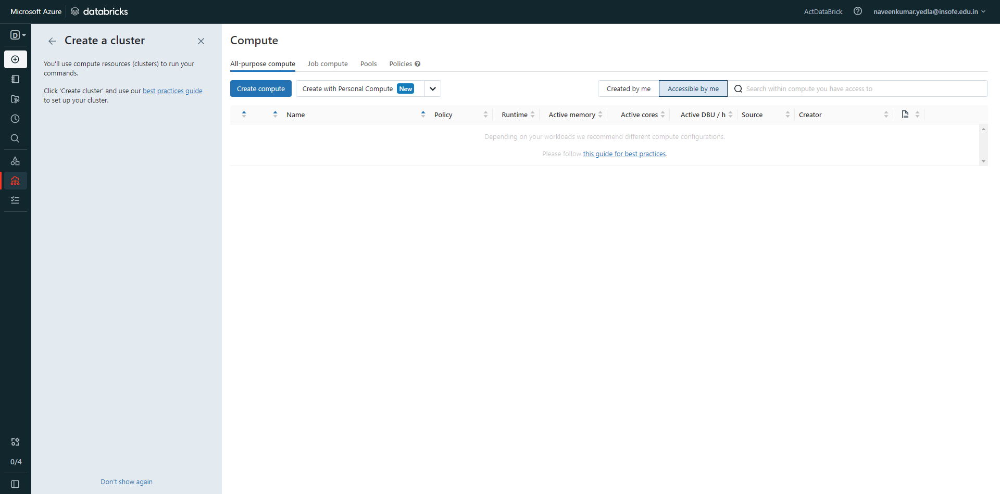 Microsoft Azure databricks
ActDataBrick naveenkumar.yedla@insofe.edu.in
D
Create a cluster
You'll use compute resources (clusters) to run your
commands.
Click 'Create cluster' and use our best practices guide
to set up your cluster.
Don't show again
0/4
Compute
All-purpose compute Job compute Pools Policies
Create compute Create with Personal Compute New
Created by me Accessible by me Search within compute you have access to
Name Policy Runtime Active memory Active cores Active DBU / h Source Creator
Depending on your workloads we recommend different compute configurations.
Please follow this guide for best practices.